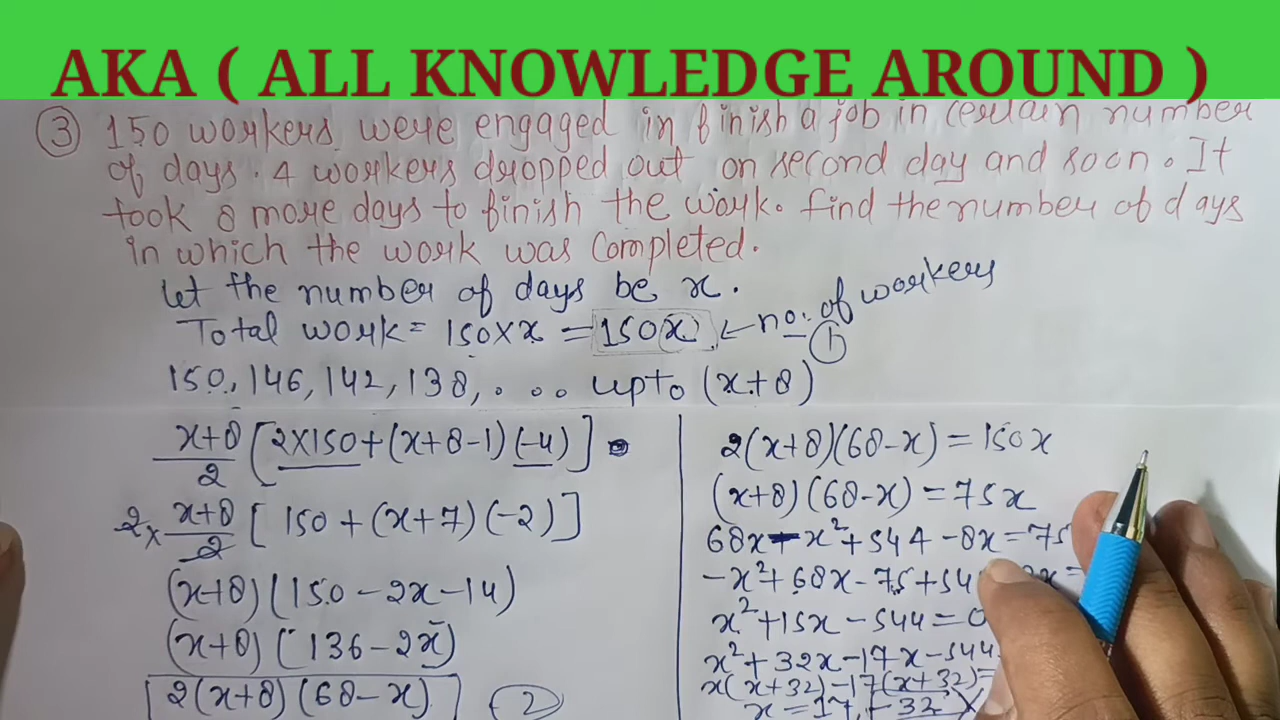 AKA ( ALL KNOWLEDGE AROUND )
③ 150 workers were engaged in finish a job in certain number
of days. 4 workers dropped out on second day and soon. It
took 8 more days to finish the work. find the number of days
in which the work was completed.
Let the number of days be x.
Total work = 150×x = 150x ← no. of workers
①
150, 146, 142, 138, . . . . upto (x+8)
x+8/2 [2×150+(x+8-1)(-4)]
2× x+8/2 [150+(x+7)(-2)]
(x+8)(150-2x-14)
(x+8)(136-2x)
2(x+8)(68-x) ②
2(x+8)(68-x)=150x
(x+8)(68-x)=75x
68x-x²+544-8x=75
-x²+68x-75+54
x²+15x-544=0
x²+32x-17x-544
x(x+32)-17(x+32)=
x=17, -32 ×